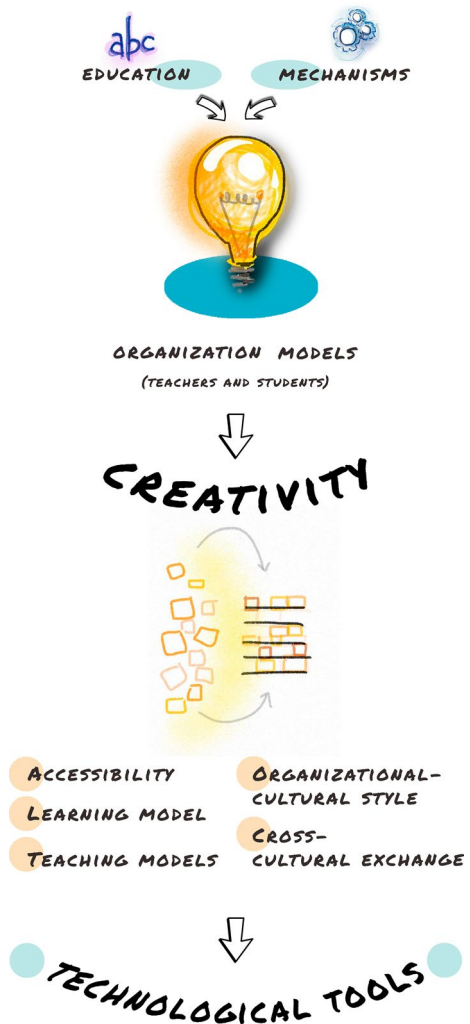 abc
EDUCATION
MECHANISMS
ORGANIZATION MODELS
(TEACHERS AND STUDENTS)
CREATIVITY
ACCESSIBILITY
LEARNING MODEL
TEACHING MODELS
ORGANIZATIONAL-
CULTURAL STYLE
CROSS-
CULTURAL EXCHANGE
TECHNOLOGICAL TOOLS